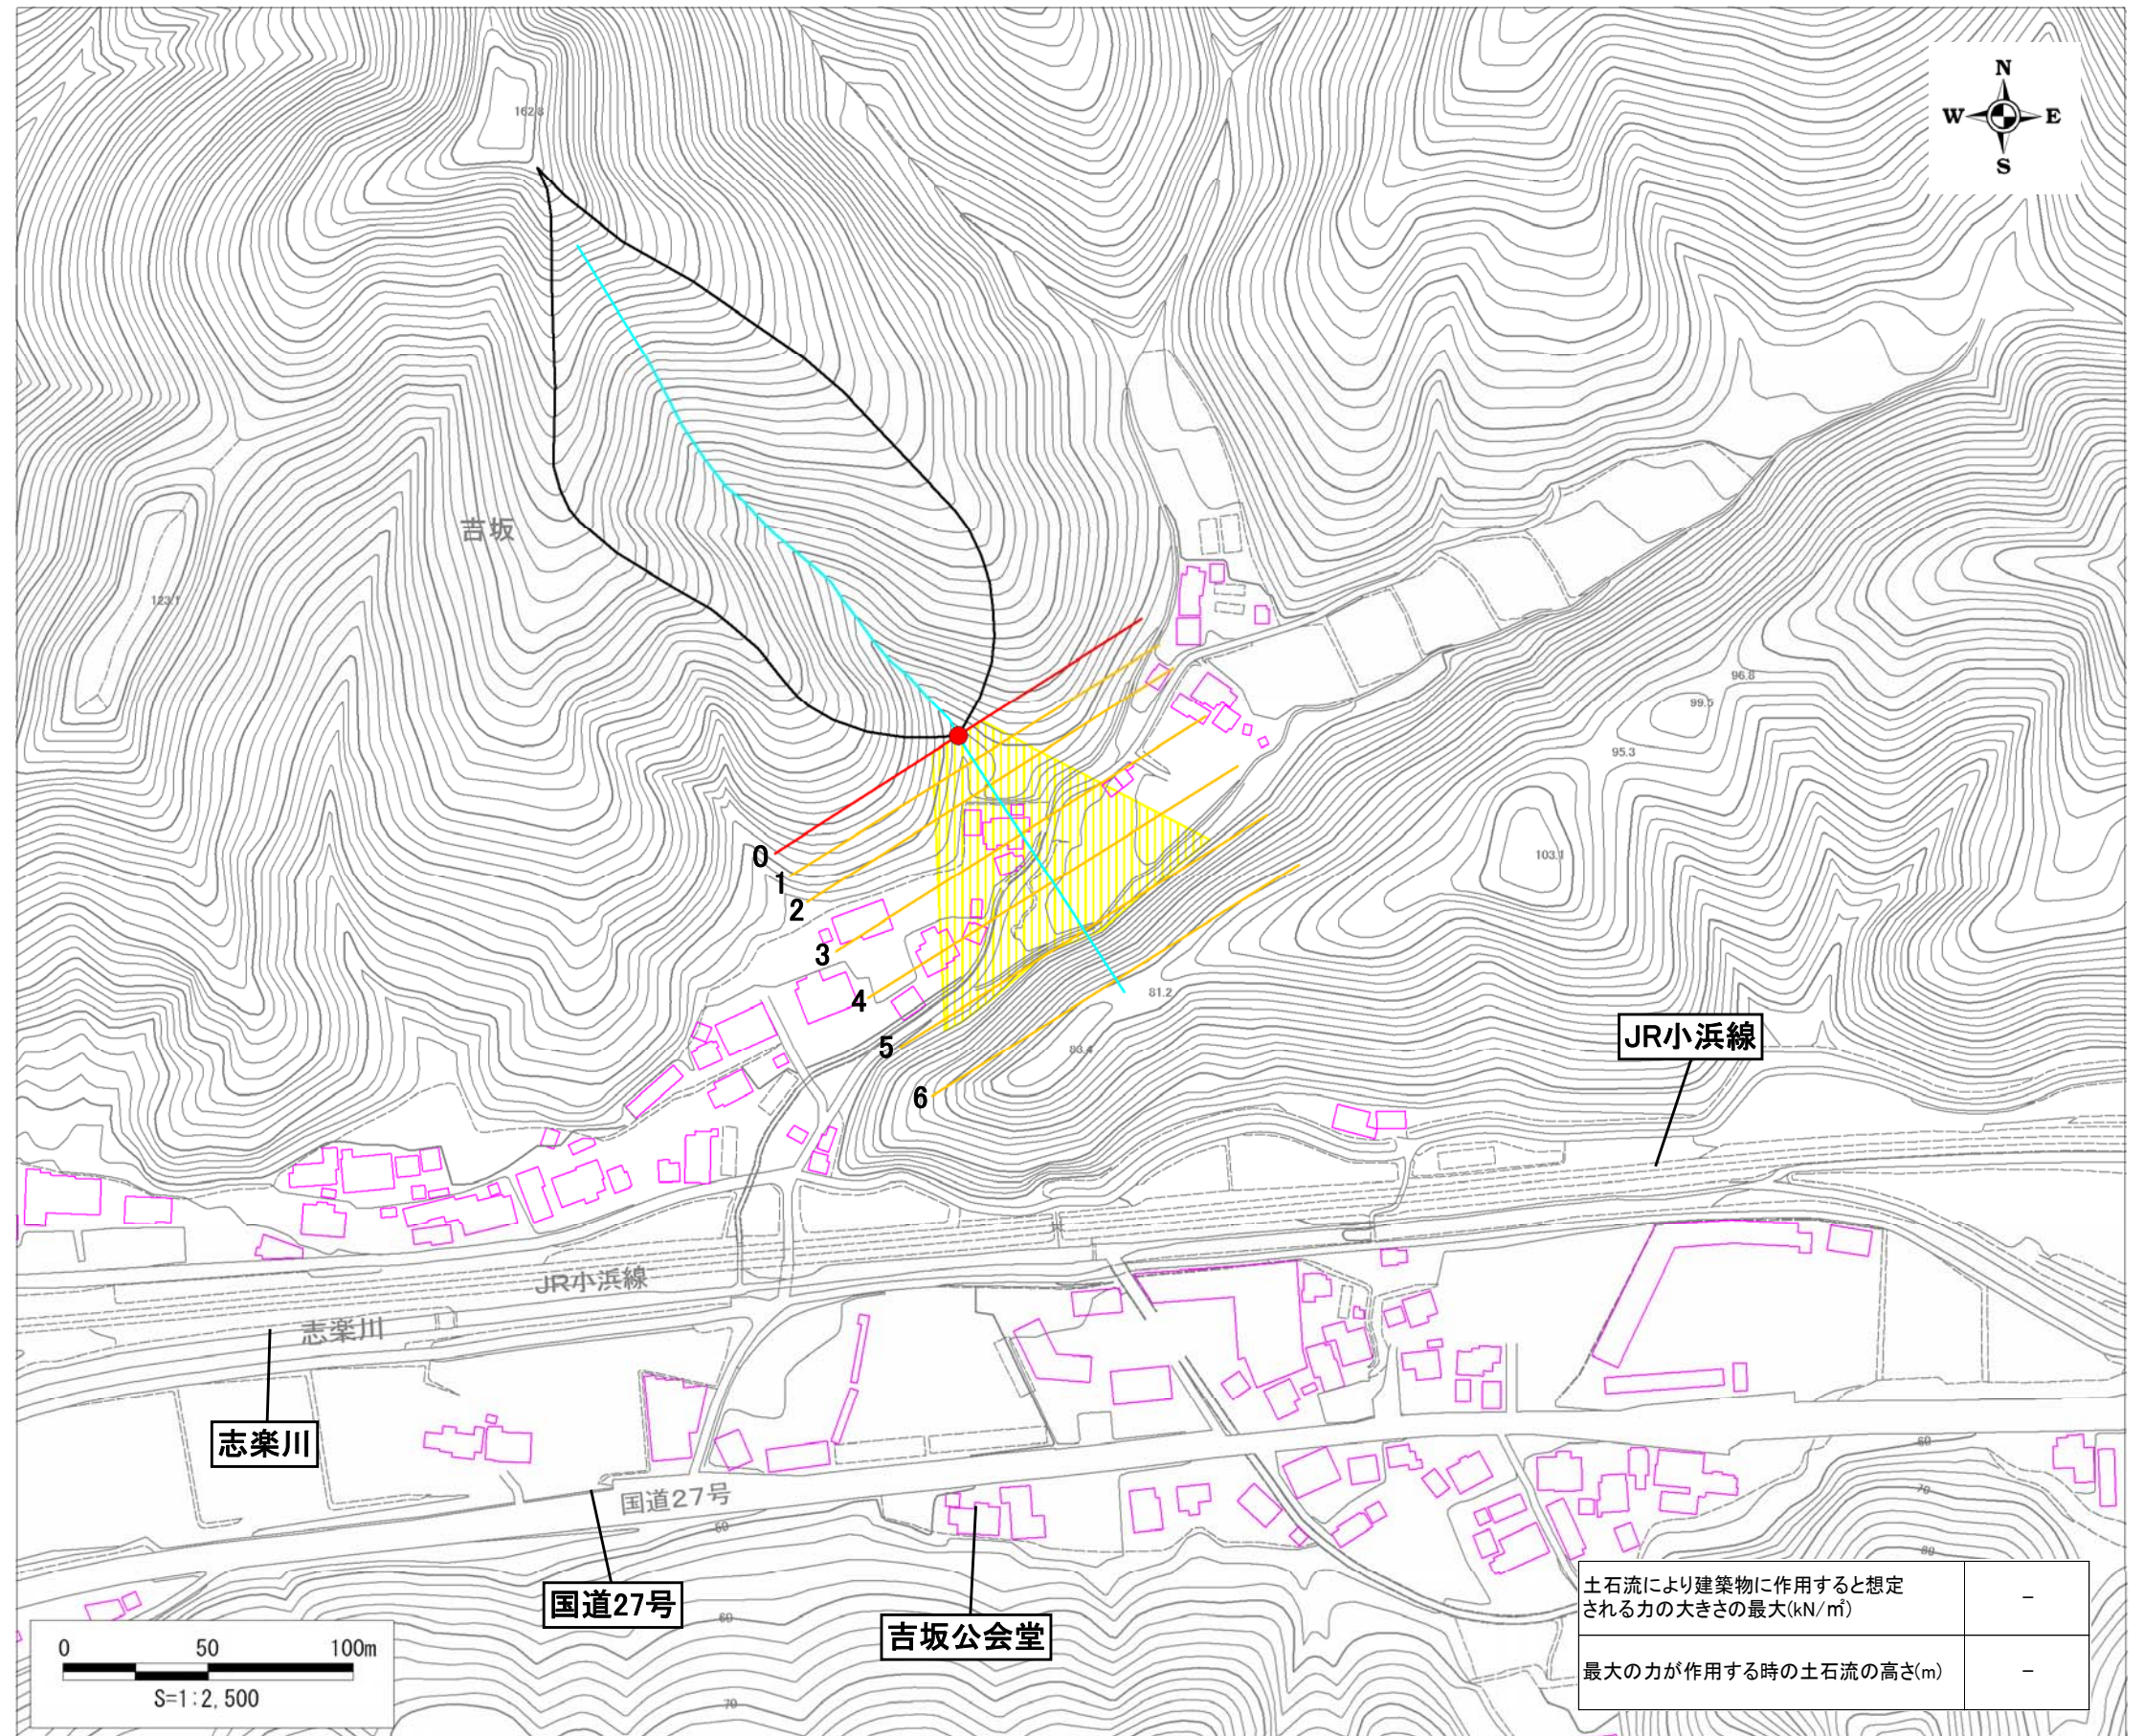 N
W E
S
162.8
吉坂
123.1
96.8
99.5
95.3
103.1
0
1
2
3
4
5
6
81.2
83.4
JR小浜線
JR小浜線
志楽川
志楽川
国道27号
国道27号
吉坂公会堂
60
60
70
60
70
80
0 50 100m
S=1:2,500
土石流により建築物に作用すると想定
される力の大きさの最大(kN/㎡)
－
最大の力が作用する時の土石流の高さ(m)
－